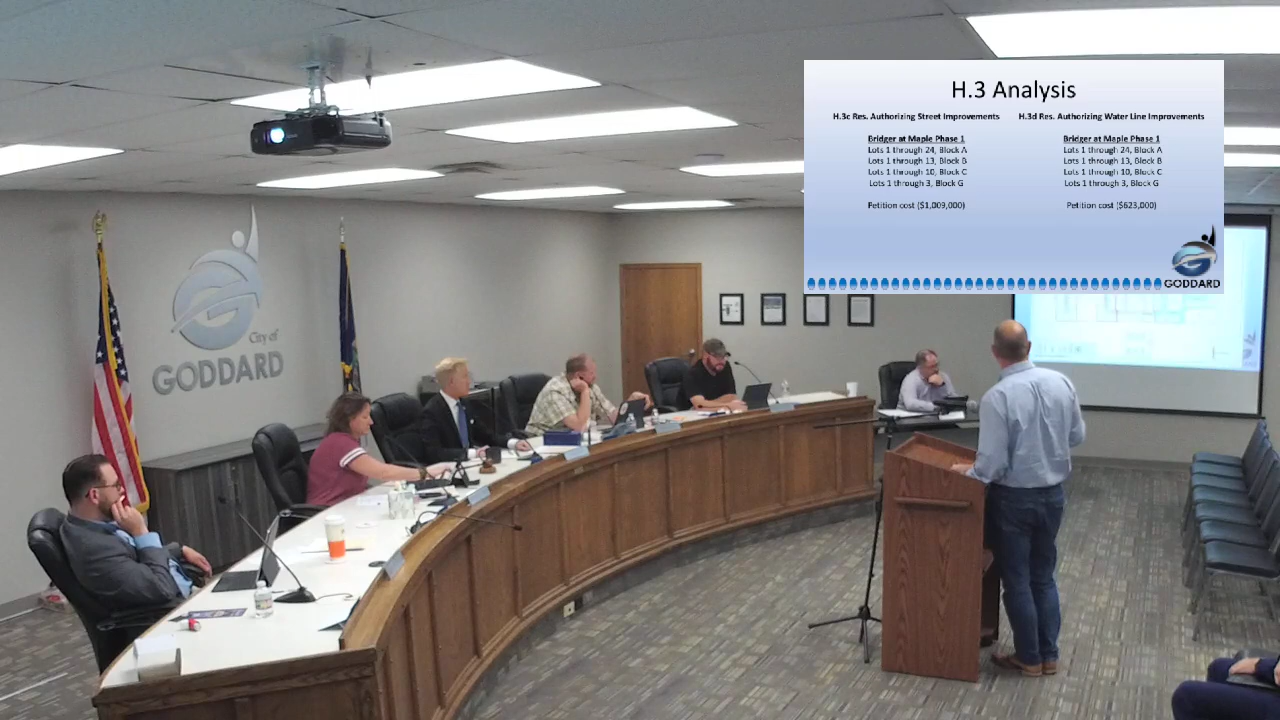 H.3 Analysis
H.3c Res. Authorizing Street Improvements
Bridger at Maple Phase 1
Lots 1 through 24, Block A
Lots 1 through 13, Block B
Lots 1 through 10, Block C
Lots 1 through 3, Block G
Petition cost ($1,009,000)
H.3d Res. Authorizing Water Line Improvements
Bridger at Maple Phase 1
Lots 1 through 24, Block A
Lots 1 through 13, Block B
Lots 1 through 10, Block C
Lots 1 through 3, Block G
Petition cost ($623,000)
GODDARD
City of
GODDARD